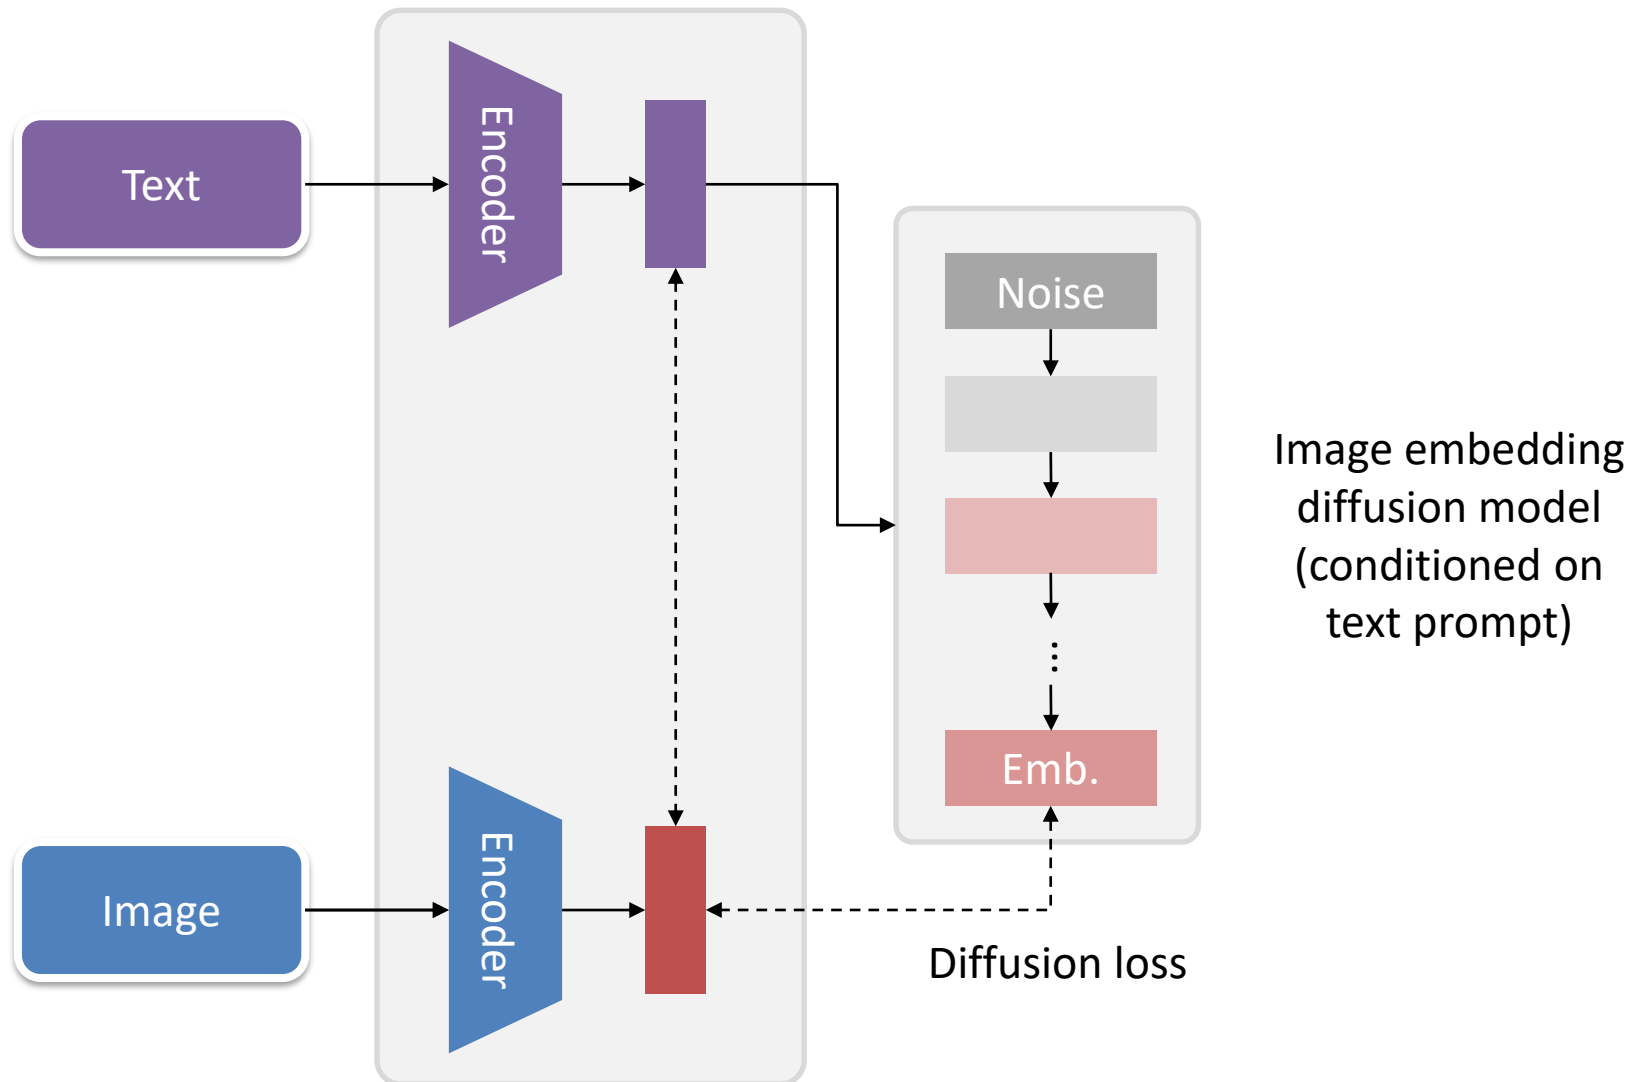 Text
Encoder
Noise
Image embedding
diffusion model
(conditioned on
text prompt)
...
Emb.
Image
Encoder
Diffusion loss